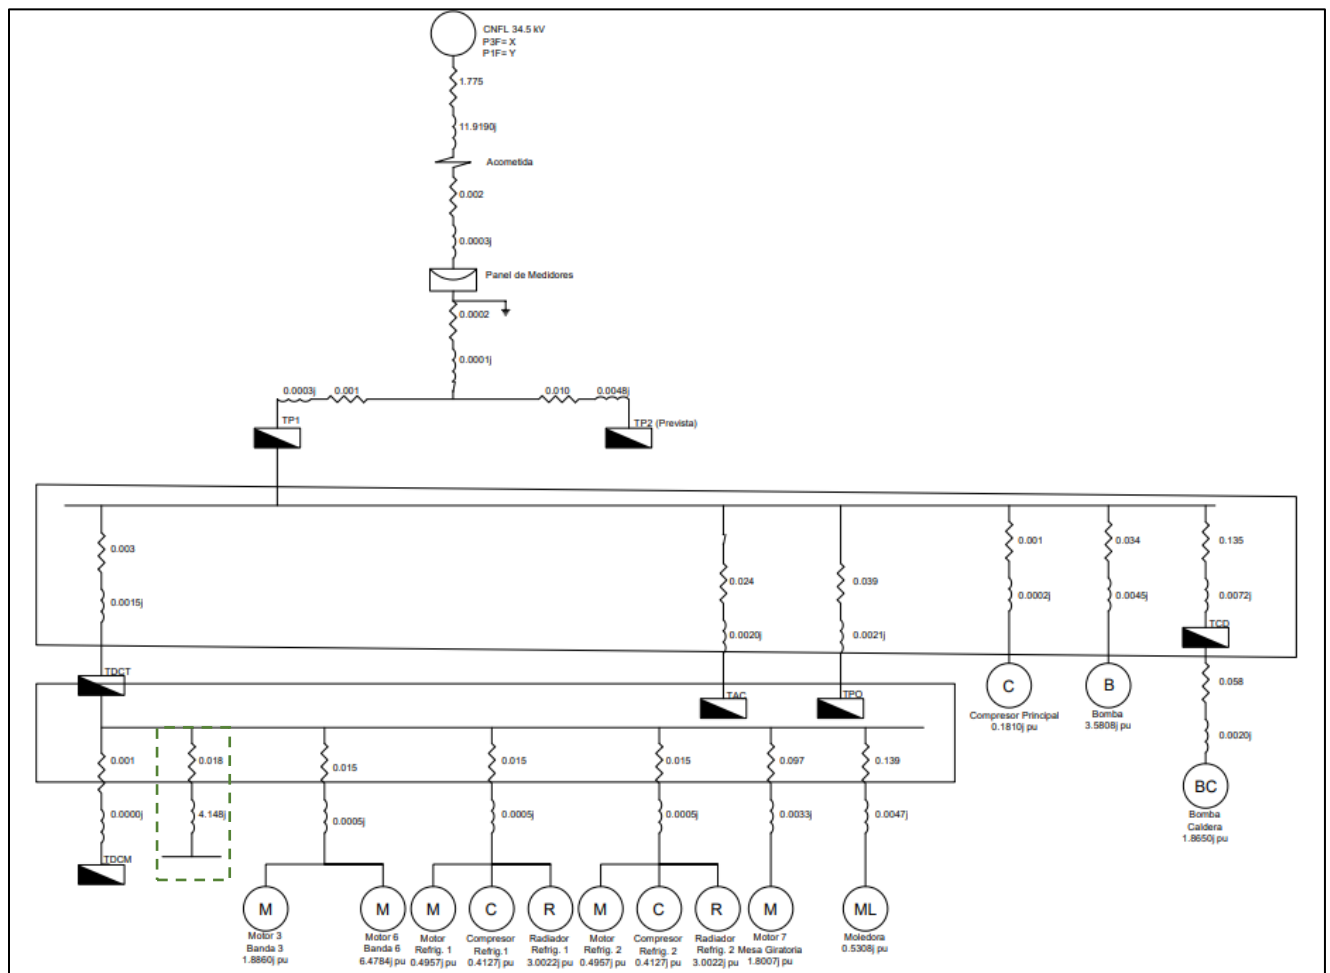 CNFL 34.5 kV
P3F= X
P1F= Y
1.775
11.9190j
Acometida
0.002
0.0003j
Panel de Medidores
0.0002
0.0001j
0.0003j 0.001 0.010 0.0048j
TP1 TP2 (Prevista)
0.003 0.001 0.034 0.135
0.024 0.039
0.0015j 0.0002j 0.0045j 0.0072j
TCD
0.0020j 0.0021j
TDCT
0.058
TAC TPO
C B
Compresor Principal
0.1810j pu
Bomba
3.5808j pu
0.0020j
0.001 0.018 0.015 0.015 0.015 0.097 0.139
BC
Bomba
Caldera
1.8650j pu
0.0000j 4.148j 0.0005j 0.0005j 0.0005j 0.0033j 0.0047j
TDCM
M M M C R M C R M ML
Motor 3
Banda 3
1.8860j pu
Motor 6
Banda 6
6.4784j pu
Motor
Refrig. 1
0.4957j pu
Compresor
Refrig.1
0.4127j pu
Radiador
Refrig. 1
3.0022j pu
Motor
Refrig. 2
0.4957j pu
Compresor
Refrig. 2
0.4127j pu
Radiador
Refrig. 2
3.0022j pu
Motor 7
Mesa Giratoria
1.8007j pu
Moledora
0.5308j pu